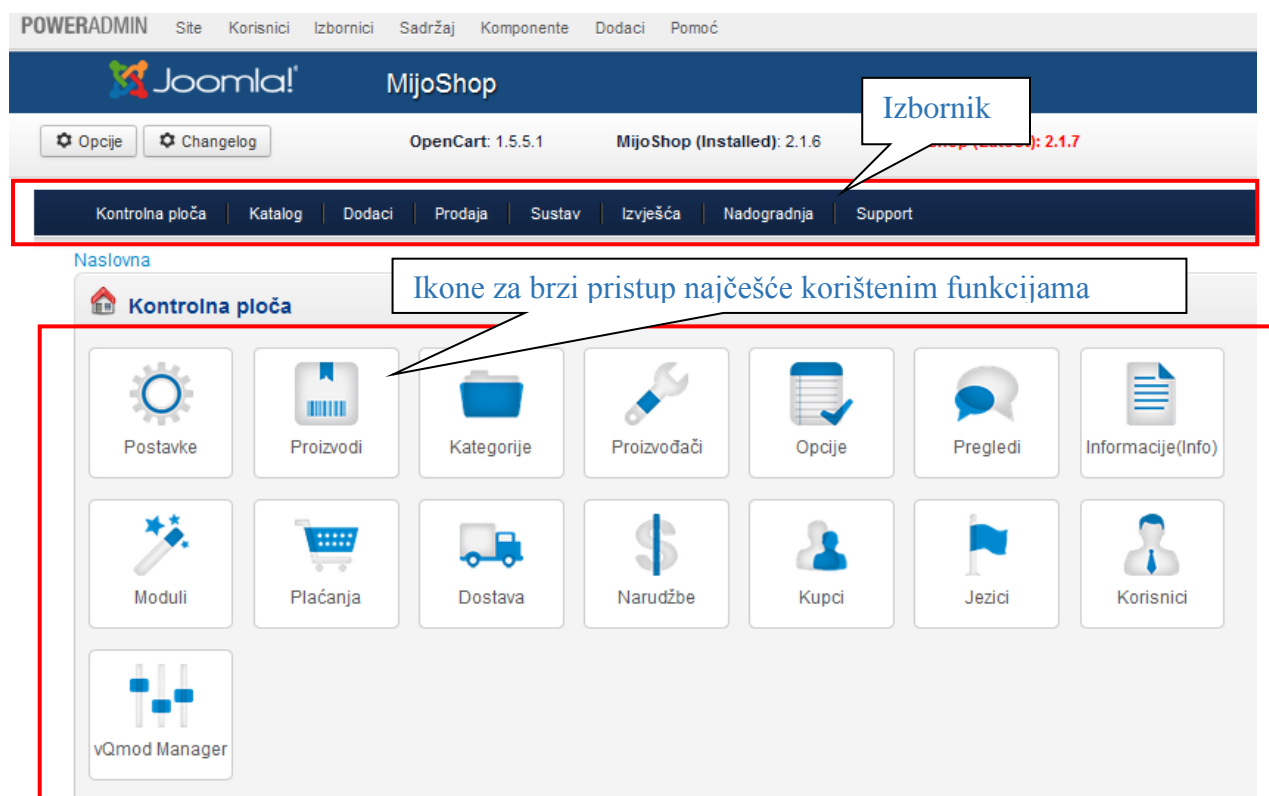 POWERADMIN Site Korisnici Izbornici Sadržaj Komponente Dodaci Pomoć
Joomla! MijoShop
Izbornik
Opcije Changelog OpenCart: 1.5.5.1 MijoShop (Installed): 2.1.6 2.1.7
Kontrolna ploča Katalog Dodaci Prodaja Sustav Izvješća Nadogradnja Support
Naslovna
Ikone za brzi pristup najčešće korištenim funkcijama
Kontrolna ploča
Postavke Proizvodi Kategorije Proizvođači Opcije Pregledi Informacije(Info)
Moduli Plaćanja Dostava Narudžbe Kupci Jezici Korisnici
vQmod Manager